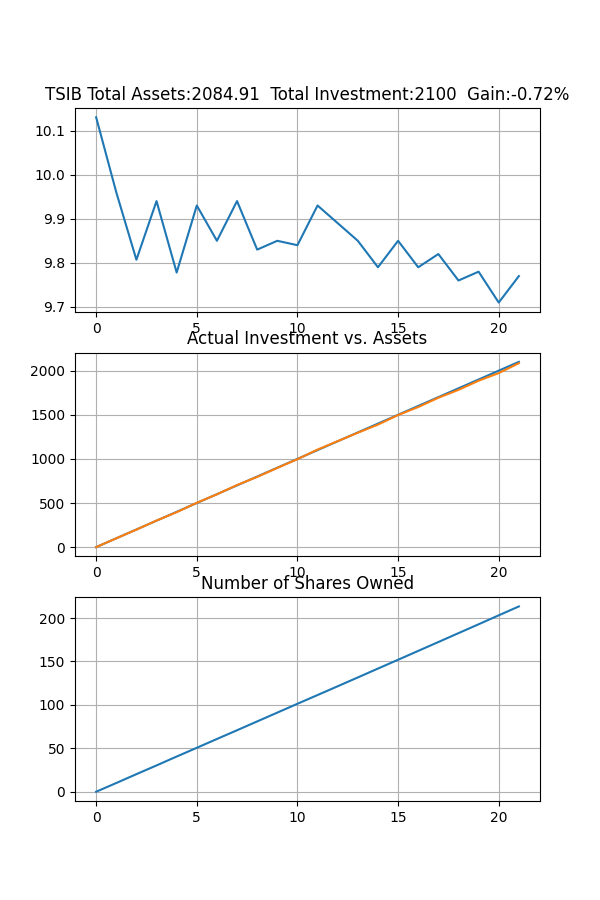 TSIB Total Assets:2084.91  Total Investment:2100  Gain:-0.72%
10.1
10.0
9.9
9.8
9.7
0 5 10 15 20
Actual Investment vs. Assets
2000
1500
1000
500
0
0 5 10 15 20
Number of Shares Owned
200
150
100
50
0
0 5 10 15 20